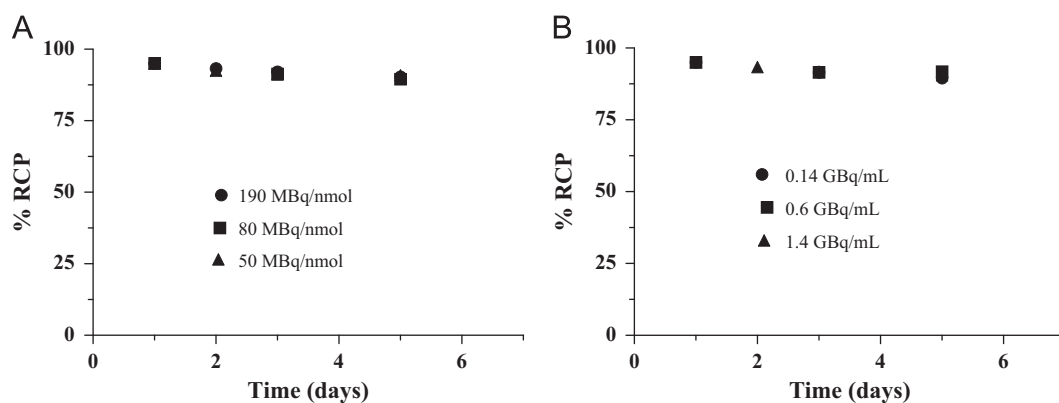 A
100
75
50
25
0
% RCP
190 MBq/nmol
80 MBq/nmol
50 MBq/nmol
0 2 4 6
Time (days)
B
100
75
50
25
0
% RCP
0.14 GBq/mL
0.6 GBq/mL
1.4 GBq/mL
0 2 4 6
Time (days)